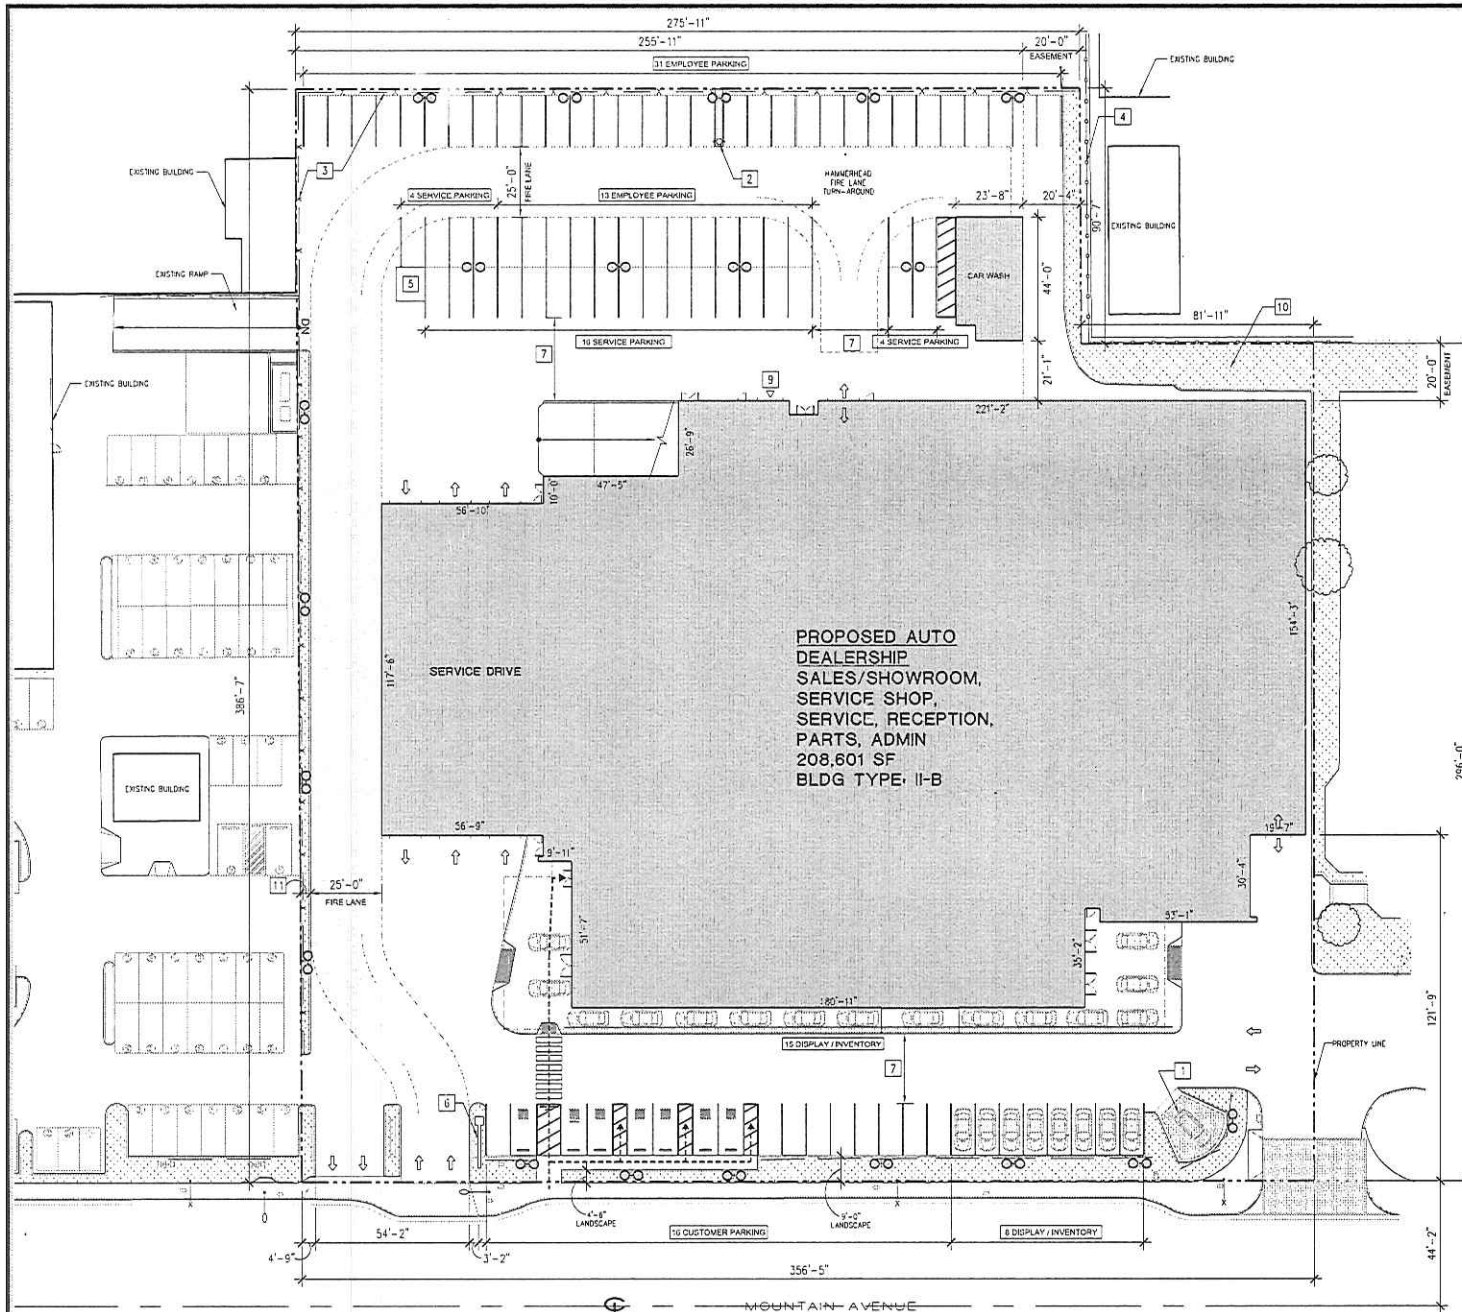 275'-11"
255'-11"
20'-0"
EASEMENT
31 EMPLOYEE PARKING
EXISTING BUILDING
4
3
2
EXISTING BUILDING
25'-0"
FIRE LANE
HAMMERHEAD
FIRE LANE
TURN-AROUND
4 SERVICE PARKING
13 EMPLOYEE PARKING
23'-8"
20'-4"
90'-7"
EXISTING BUILDING
EXISTING RAMP
5
CAR WASH
44'-0"
10
81'-11"
DN
7
16 SERVICE PARKING
7
4 SERVICE PARKING
21'-1"
20'-0"
EASEMENT
EXISTING BUILDING
9
221'-2"
26'-9"
47'-5"
10'-0"
56'-10"
386'-7"
117'-6"
SERVICE DRIVE
154'-3"
PROPOSED AUTO
DEALERSHIP
SALES/SHOWROOM,
SERVICE SHOP,
SERVICE, RECEPTION,
PARTS, ADMIN
208,601 SF
BLDG TYPE: II-B
296'-0"
EXISTING BUILDING
56'-9"
9'-11"
19'-7"
30'-4"
11
25'-0"
FIRE LANE
51'-7"
53'-1"
35'-2"
180'-11"
121'-9"
15 DISPLAY / INVENTORY
PROPERTY LINE
7
1
6
4'-6"
LANDSCAPE
9'-0"
LANDSCAPE
54'-2"
4'-9"
3'-2"
16 CUSTOMER PARKING
8 DISPLAY / INVENTORY
44'-2"
356'-5"
MOUNTAIN AVENUE